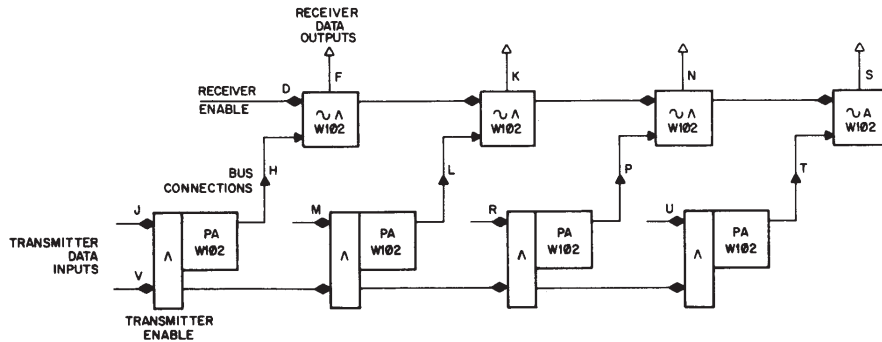 RECEIVER
DATA
OUTPUTS
F
K
N
S
RECEIVER
ENABLE
D
∿ Λ
W102
∿ Λ
W102
∿ Λ
W102
∿ A
W102
BUS
CONNECTIONS
H
L
P
T
J
M
R
U
TRANSMITTER
DATA
INPUTS
Λ
PA
W102
Λ
PA
W102
Λ
PA
W102
Λ
PA
W102
V
TRANSMITTER
ENABLE